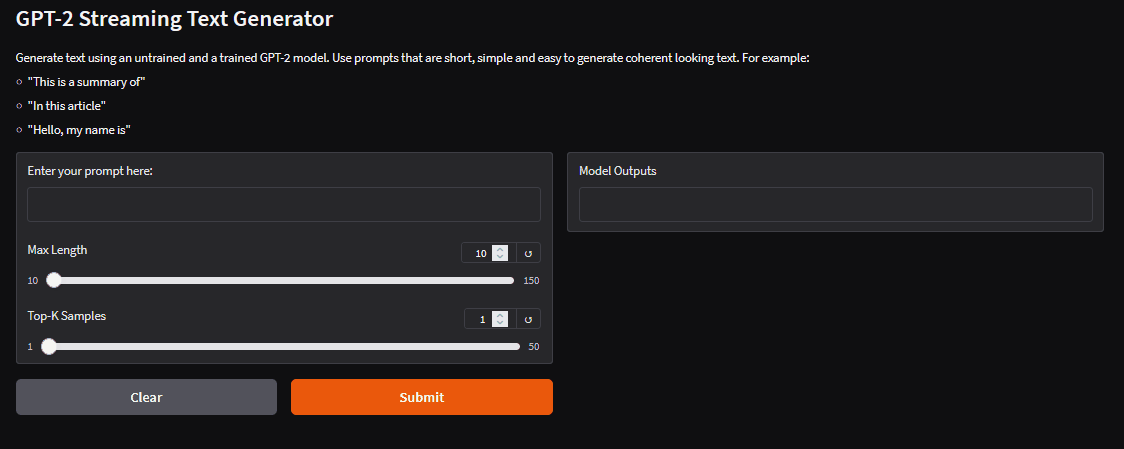 GPT-2 Streaming Text Generator
Generate text using an untrained and a trained GPT-2 model. Use prompts that are short, simple and easy to generate coherent looking text. For example:
"This is a summary of"
"In this article"
"Hello, my name is"
Enter your prompt here:
Model Outputs
Max Length
10
10
150
Top-K Samples
1
1
50
Clear
Submit